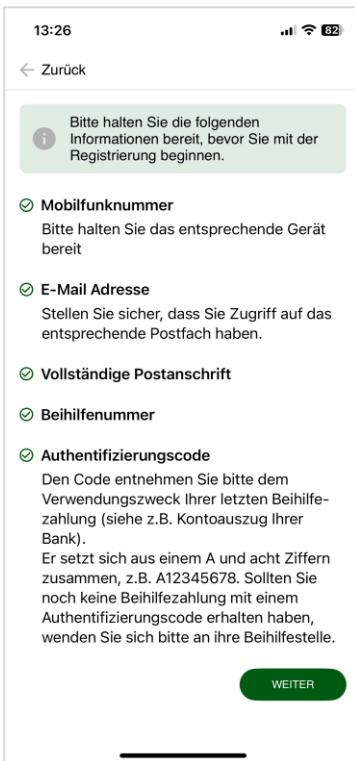 13:26
82
← Zurück
Bitte halten Sie die folgenden
Informationen bereit, bevor Sie mit der
Registrierung beginnen.
Mobilfunknummer
Bitte halten Sie das entsprechende Gerät
bereit
E-Mail Adresse
Stellen Sie sicher, dass Sie Zugriff auf das
entsprechende Postfach haben.
Vollständige Postanschrift
Beihilfenummer
Authentifizierungscode
Den Code entnehmen Sie bitte dem
Verwendungszweck Ihrer letzten Beihilfe-
zahlung (siehe z.B. Kontoauszug Ihrer
Bank).
Er setzt sich aus einem A und acht Ziffern
zusammen, z.B. A12345678. Sollten Sie
noch keine Beihilfezahlung mit einem
Authentifizierungscode erhalten haben,
wenden Sie sich bitte an ihre Beihilfestelle.
WEITER